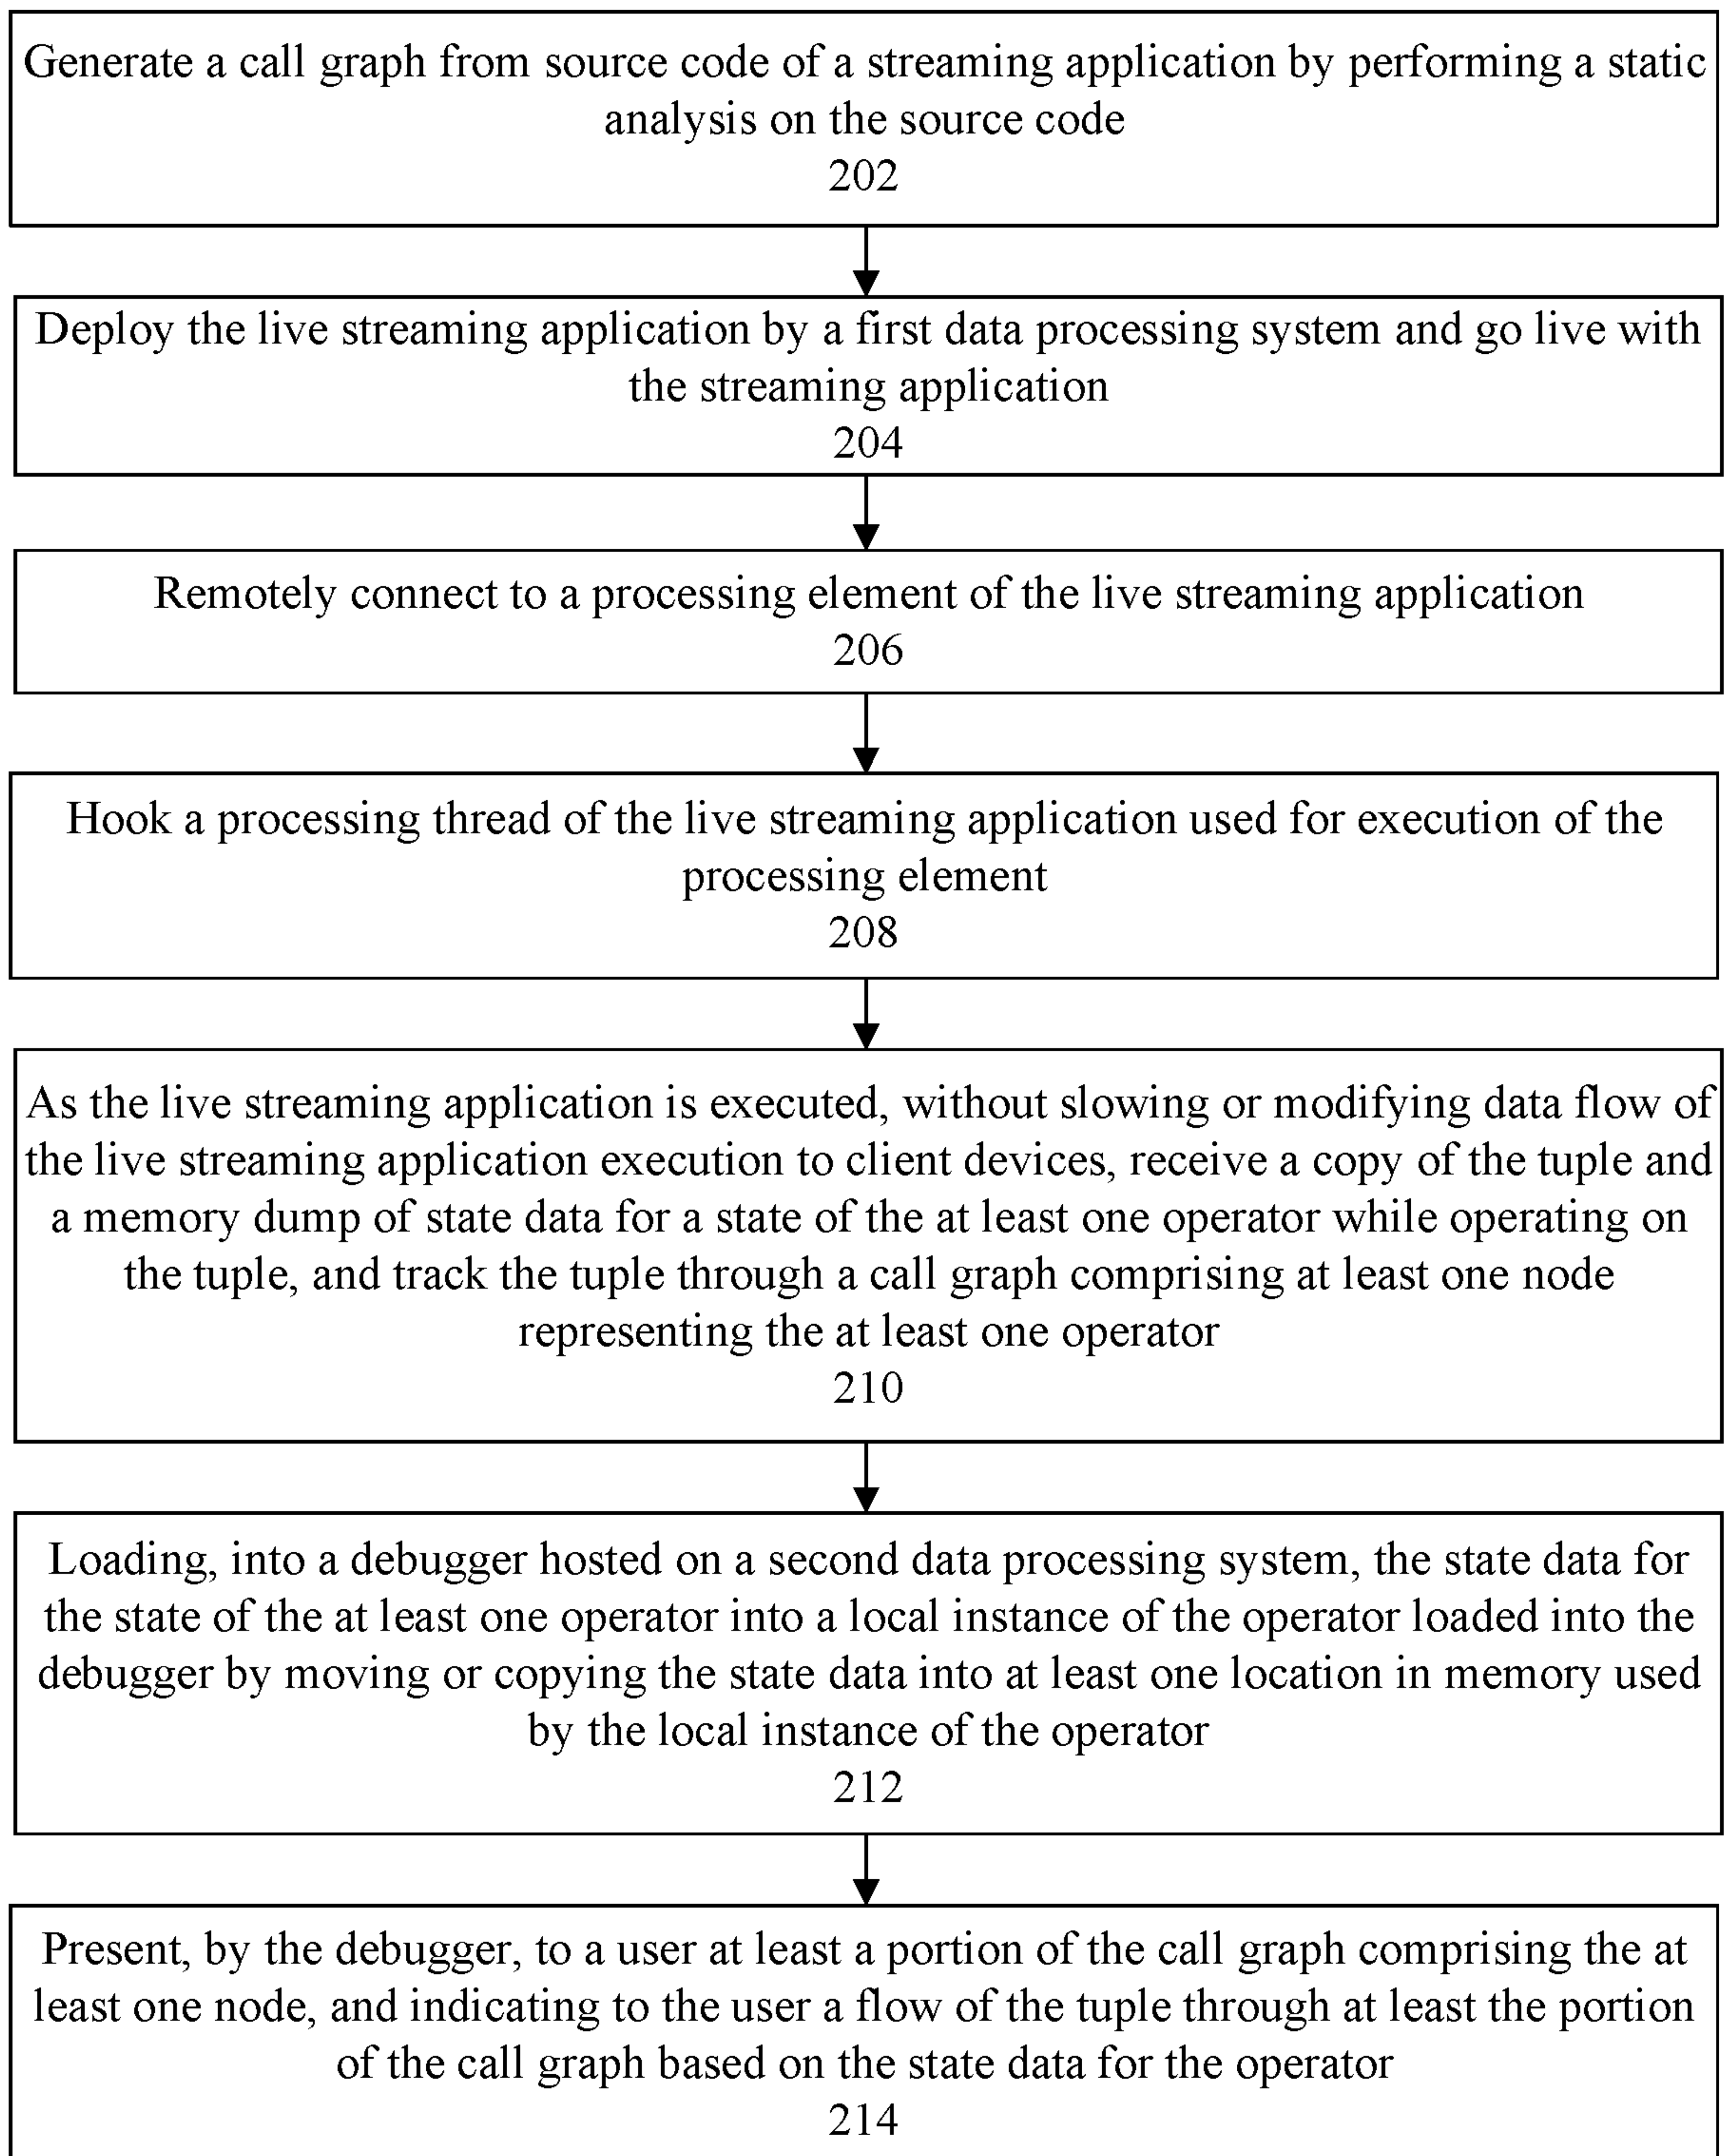 Generate a call graph from source code of a streaming application by performing a static
analysis on the source code
202
Deploy the live streaming application by a first data processing system and go live with
the streaming application
204
Remotely connect to a processing element of the live streaming application
206
Hook a processing thread of the live streaming application used for execution of the
processing element
208
As the live streaming application is executed, without slowing or modifying data flow of
the live streaming application execution to client devices, receive a copy of the tuple and
a memory dump of state data for a state of the at least one operator while operating on
the tuple, and track the tuple through a call graph comprising at least one node
representing the at least one operator
210
Loading, into a debugger hosted on a second data processing system, the state data for
the state of the at least one operator into a local instance of the operator loaded into the
debugger by moving or copying the state data into at least one location in memory used
by the local instance of the operator
212
Present, by the debugger, to a user at least a portion of the call graph comprising the at
least one node, and indicating to the user a flow of the tuple through at least the portion
of the call graph based on the state data for the operator
214